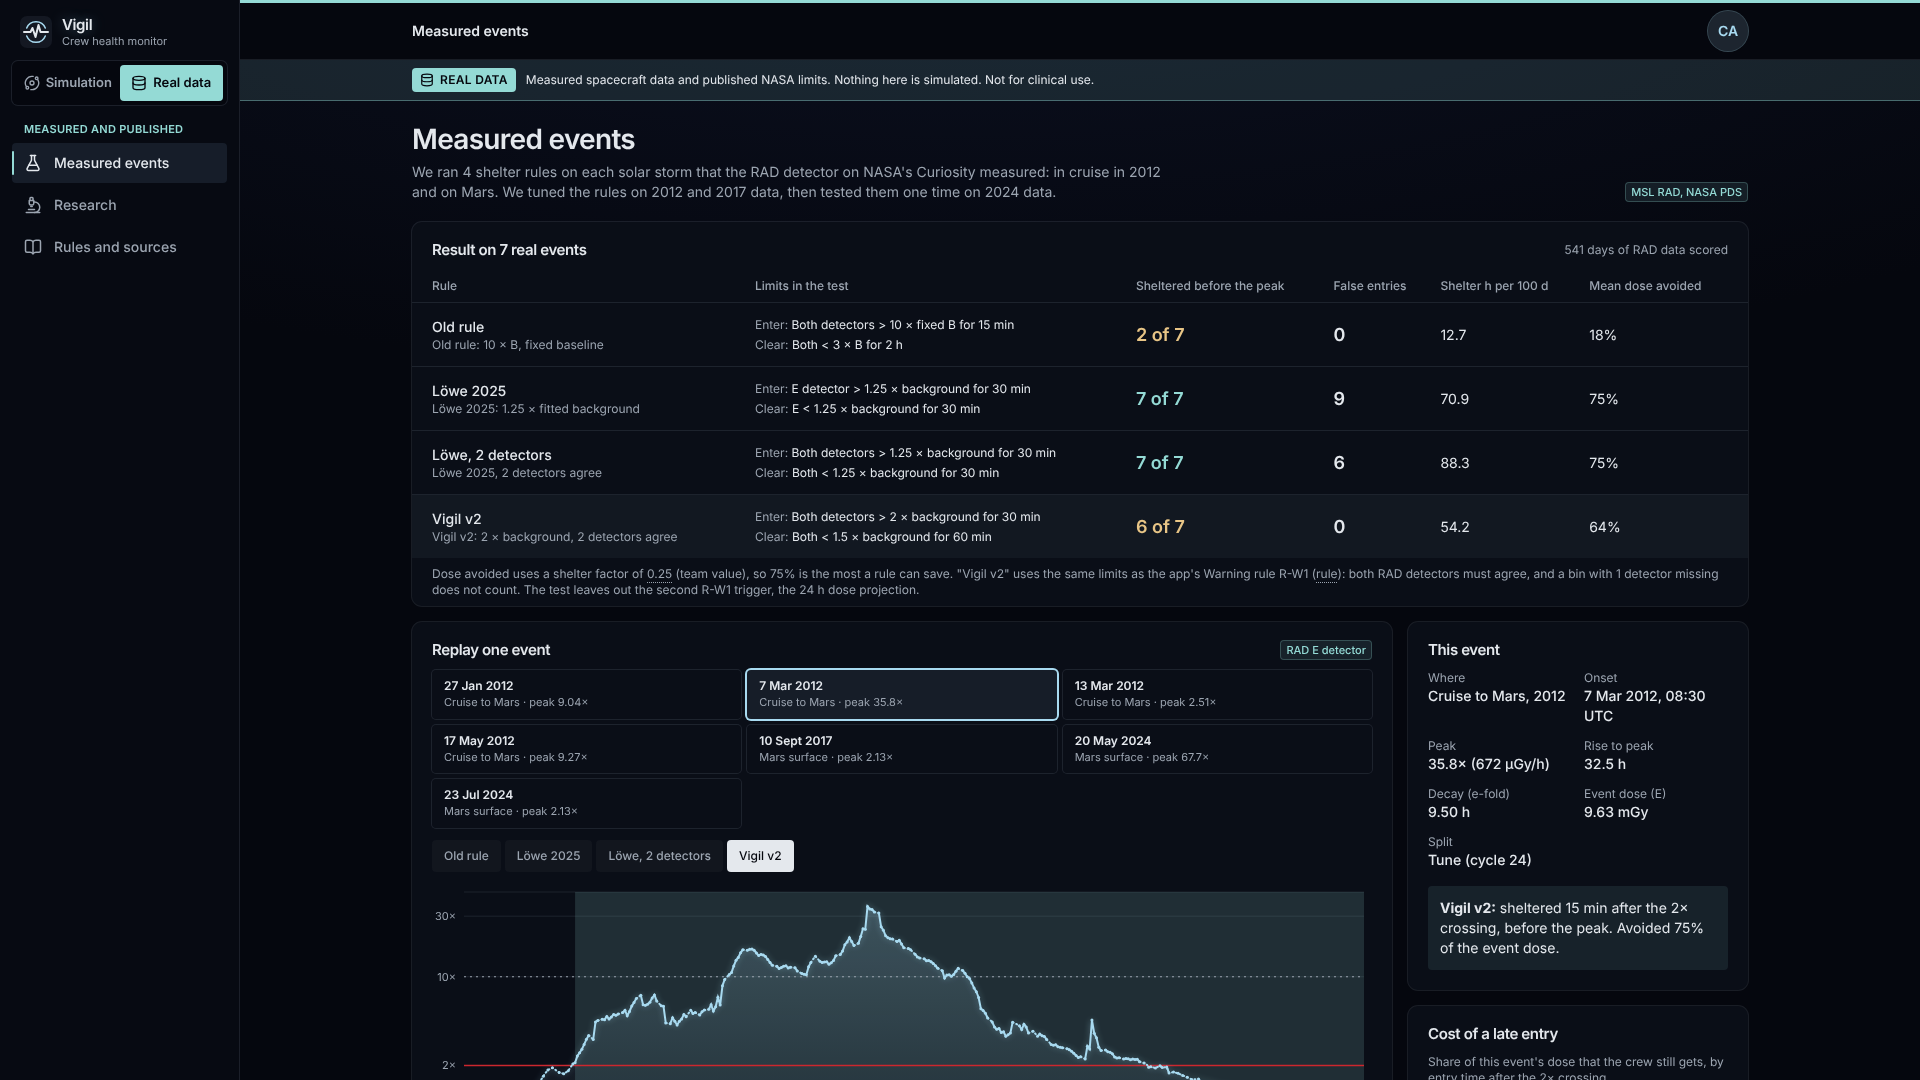 Vigil
Crew health monitor
Simulation
Real data
MEASURED AND PUBLISHED
Measured events
Research
Rules and sources
Measured events
CA
REAL DATA
Measured spacecraft data and published NASA limits. Nothing here is simulated. Not for clinical use.
Measured events
We ran 4 shelter rules on each solar storm that the RAD detector on NASA's Curiosity measured: in cruise in 2012
and on Mars. We tuned the rules on 2012 and 2017 data, then tested them one time on 2024 data.
MSL RAD, NASA PDS
Result on 7 real events
541 days of RAD data scored
Rule
Limits in the test
Sheltered before the peak
False entries
Shelter h per 100 d
Mean dose avoided
Old rule
Old rule: 10 × B, fixed baseline
Enter: Both detectors > 10 × fixed B for 15 min
Clear: Both < 3 × B for 2 h
2 of 7
0
12.7
18%
Löwe 2025
Löwe 2025: 1.25 × fitted background
Enter: E detector > 1.25 × background for 30 min
Clear: E < 1.25 × background for 30 min
7 of 7
9
70.9
75%
Löwe, 2 detectors
Löwe 2025, 2 detectors agree
Enter: Both detectors > 1.25 × background for 30 min
Clear: Both < 1.25 × background for 30 min
7 of 7
6
88.3
75%
Vigil v2
Vigil v2: 2 × background, 2 detectors agree
Enter: Both detectors > 2 × background for 30 min
Clear: Both < 1.5 × background for 60 min
6 of 7
0
54.2
64%
Dose avoided uses a shelter factor of 0.25 (team value), so 75% is the most a rule can save. "Vigil v2" uses the same limits as the app's Warning rule R-W1 (rule): both RAD detectors must agree, and a bin with 1 detector missing
does not count. The test leaves out the second R-W1 trigger, the 24 h dose projection.
Replay one event
RAD E detector
27 Jan 2012
Cruise to Mars · peak 9.04×
7 Mar 2012
Cruise to Mars · peak 35.8×
13 Mar 2012
Cruise to Mars · peak 2.51×
17 May 2012
Cruise to Mars · peak 9.27×
10 Sept 2017
Mars surface · peak 2.13×
20 May 2024
Mars surface · peak 67.7×
23 Jul 2024
Mars surface · peak 2.13×
Old rule
Löwe 2025
Löwe, 2 detectors
Vigil v2
30×
10×
2×
This event
Where
Cruise to Mars, 2012
Onset
7 Mar 2012, 08:30
UTC
Peak
35.8× (672 µGy/h)
Rise to peak
32.5 h
Decay (e-fold)
9.50 h
Event dose (E)
9.63 mGy
Split
Tune (cycle 24)
Vigil v2: sheltered 15 min after the 2×
crossing, before the peak. Avoided 75%
of the event dose.
Cost of a late entry
Share of this event's dose that the crew still gets, by
entry time after the 2× crossing.